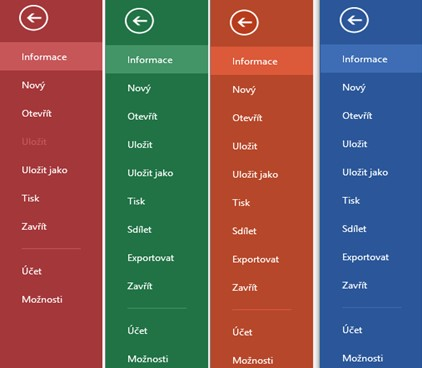 Informace
Nový
Otevřít
Uložit
Uložit jako
Tisk
Zavřít
Účet
Možnosti
Informace
Nový
Otevřít
Uložit
Uložit jako
Tisk
Sdílet
Exportovat
Zavřít
Účet
Možnosti
Informace
Nový
Otevřít
Uložit
Uložit jako
Tisk
Sdílet
Exportovat
Zavřít
Účet
Možnosti
Informace
Nový
Otevřít
Uložit
Uložit jako
Tisk
Sdílet
Exportovat
Zavřít
Účet
Možnosti